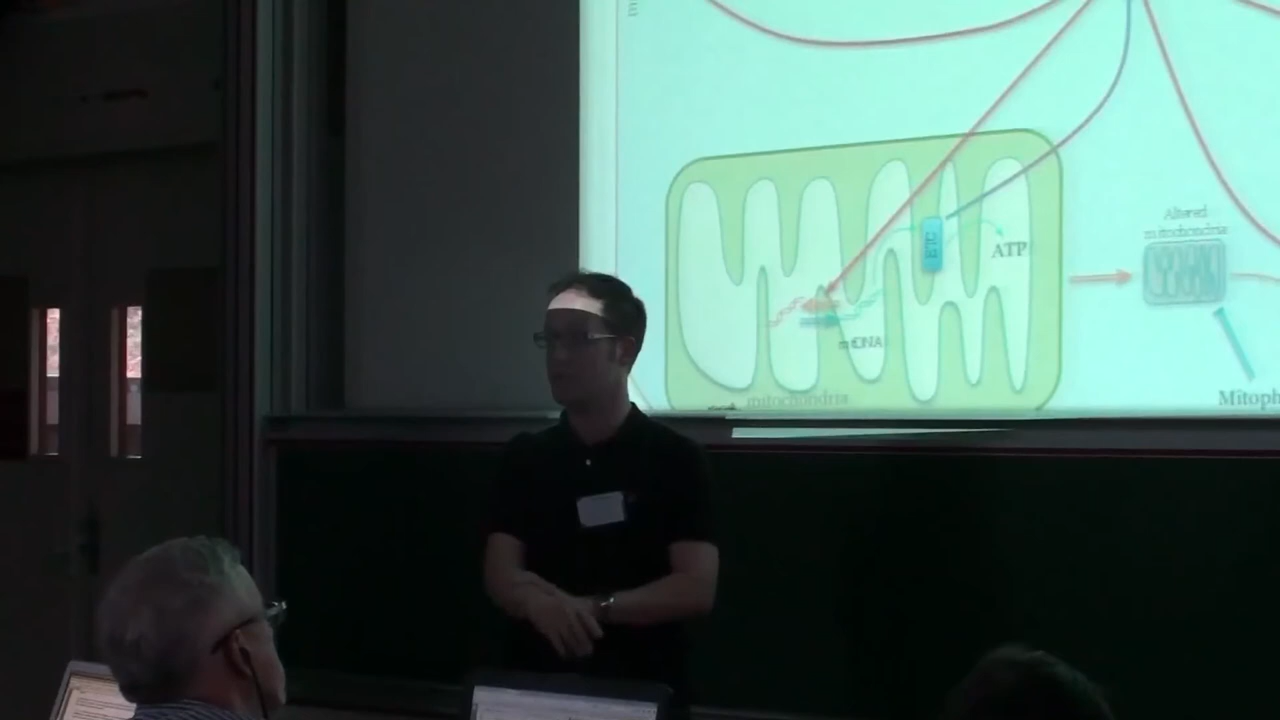 Altered
mitochondria
ATP
mtDNA
mitochondria
Mitoph